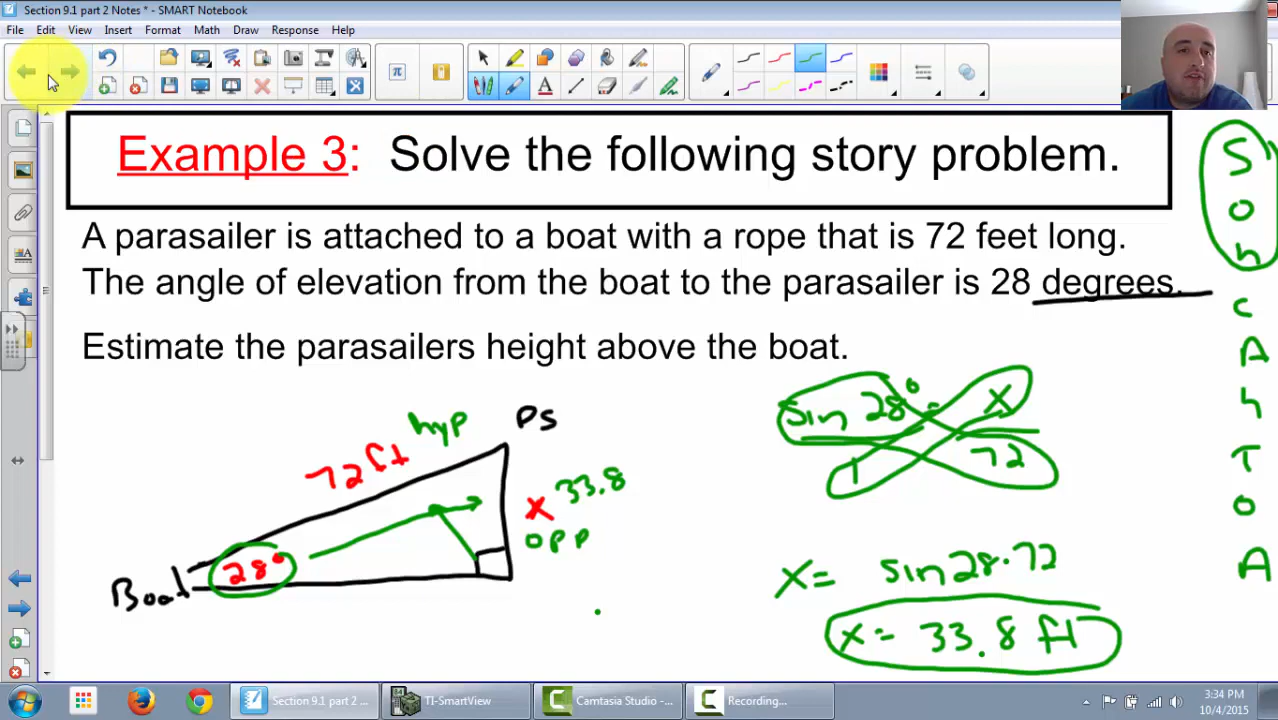 Section 9.1 part 2 Notes * - SMART Notebook
File Edit View Insert Format Math Draw Response Help
Example 3: Solve the following story problem.
A parasailer is attached to a boat with a rope that is 72 feet long.
The angle of elevation from the boat to the parasailer is 28 degrees.
Estimate the parasailers height above the boat.
S
O
h
C
A
h
T
O
A
hyp
PS
72 ft
x 33.8
opp
28°
Boat
sin 28° = x
1 72
x = sin 28 · 72
x = 33.8 ft
Section 9.1 part 2 ... TI-SmartView Camtasia Studio -... Recording...
3:34 PM
10/4/2015